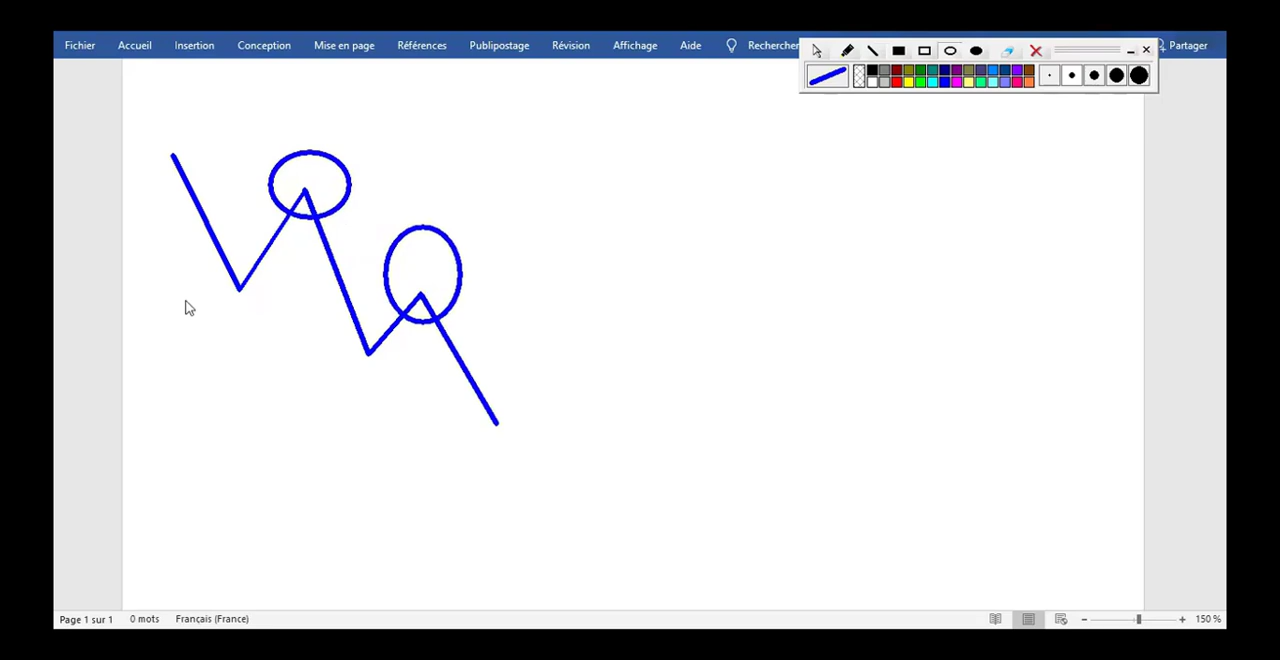 Fichier Accueil Insertion Conception Mise en page Références Publipostage Révision Affichage Aide Rechercher Partager
Page 1 sur 1 0 mots Français (France) 150 %